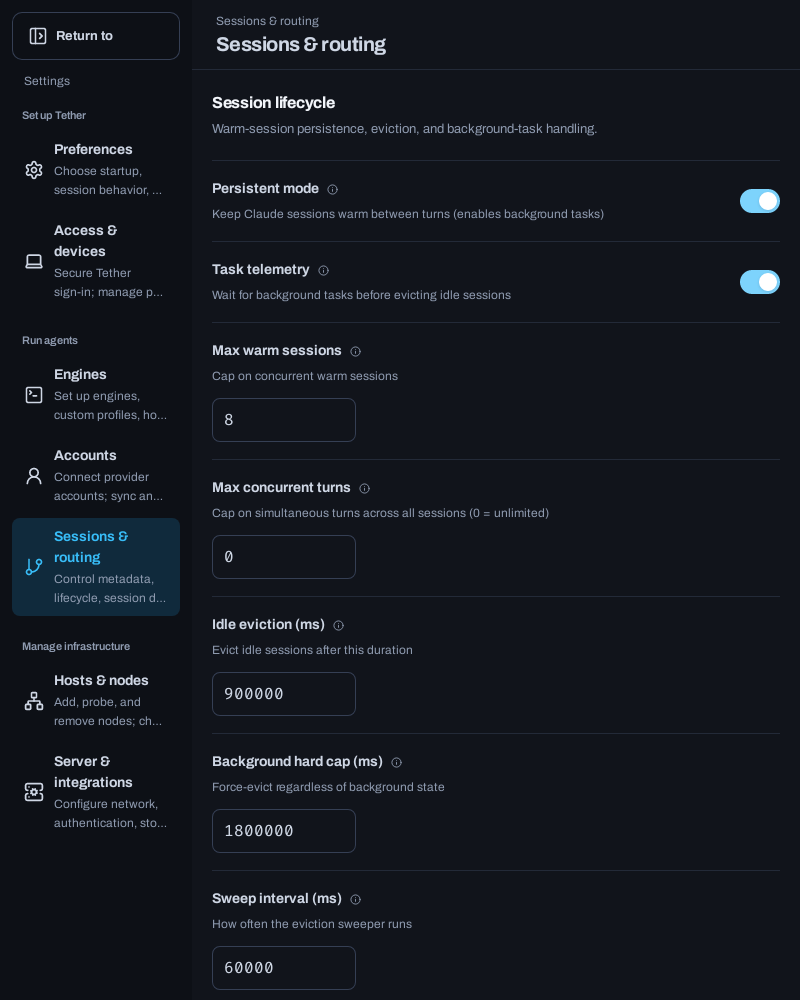 Return to
Settings
Set up Tether
Preferences
Choose startup,
session behavior, ...
Access &
devices
Secure Tether
sign-in; manage p...
Run agents
Engines
Set up engines,
custom profiles, ho...
Accounts
Connect provider
accounts; sync an...
Sessions &
routing
Control metadata,
lifecycle, session d...
Manage infrastructure
Hosts & nodes
Add, probe, and
remove nodes; ch...
Server &
integrations
Configure network,
authentication, sto...
Sessions & routing
Sessions & routing
Session lifecycle
Warm-session persistence, eviction, and background-task handling.
Persistent mode
Keep Claude sessions warm between turns (enables background tasks)
Task telemetry
Wait for background tasks before evicting idle sessions
Max warm sessions
Cap on concurrent warm sessions
8
Max concurrent turns
Cap on simultaneous turns across all sessions (0 = unlimited)
0
Idle eviction (ms)
Evict idle sessions after this duration
900000
Background hard cap (ms)
Force-evict regardless of background state
1800000
Sweep interval (ms)
How often the eviction sweeper runs
60000